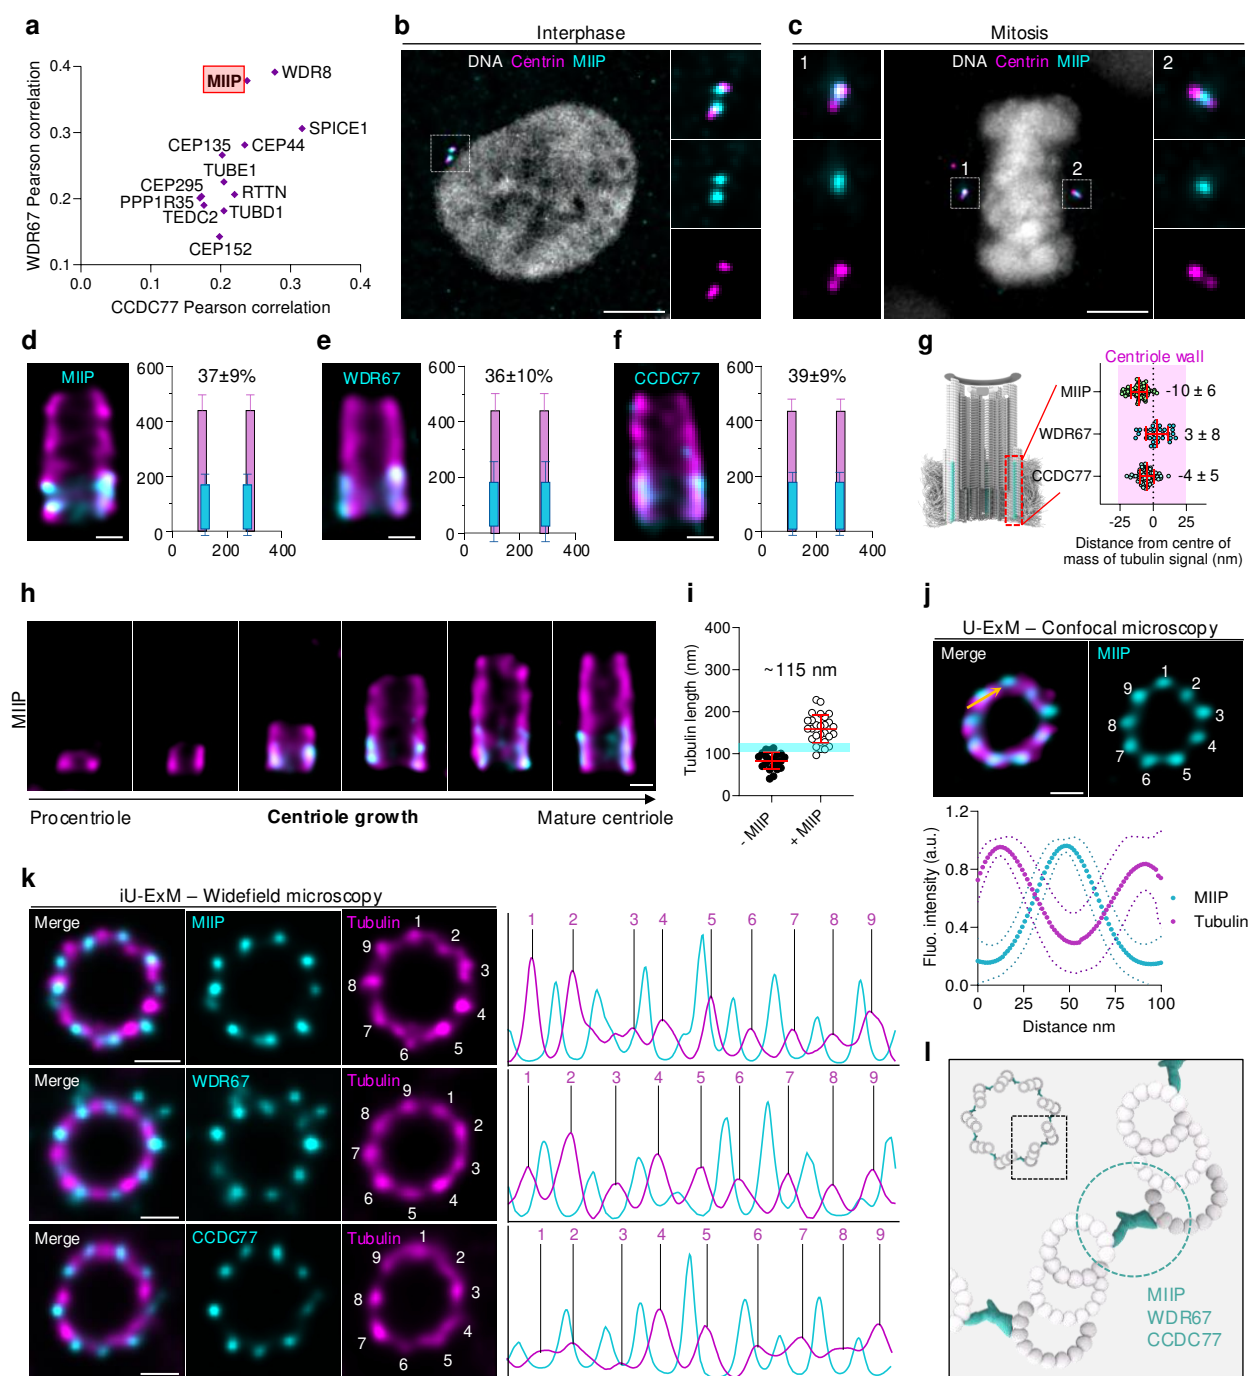 a
WDR67 Pearson correlation
0.4
0.3
0.2
0.1
0.0
0.1
0.2
0.3
0.4
CCDC77 Pearson correlation
MIIP
WDR8
SPICE1
CEP135
CEP44
TUBE1
CEP295
RTTN
PPP1R35
TEDC2
TUBD1
CEP152
b
Interphase
DNA Centrin MIIP
c
Mitosis
1
DNA Centrin MIIP
2
1
2
d
MIIP
600
400
200
0
0
200
400
37±9%
e
WDR67
600
400
200
0
0
200
400
36±10%
f
CCDC77
600
400
200
0
0
200
400
39±9%
g
Centriole wall
MIIP
-10 ± 6
WDR67
3 ± 8
CCDC77
-4 ± 5
-25
0
25
Distance from centre of
mass of tubulin signal (nm)
h
MIIP
Procentriole
Centriole growth
Mature centriole
i
Tubulin length (nm)
400
300
200
100
0
~115 nm
- MIIP
+ MIIP
j
U-ExM – Confocal microscopy
Merge
MIIP
1
2
3
4
5
6
7
8
9
Fluo. intensity (a.u.)
1.2
0.8
0.4
0.0
0
25
50
75
100
Distance nm
MIIP
Tubulin
k
iU-ExM – Widefield microscopy
Merge
MIIP
Tubulin
1
2
3
4
5
6
7
8
9
1 2 3 4 5 6 7 8 9
Merge
WDR67
Tubulin
1
2
3
4
5
6
7
8
9
1 2 3 4 5 6 7 8 9
Merge
CCDC77
Tubulin
1
2
3
4
5
6
7
8
9
1 2 3 4 5 6 7 8 9
l
MIIP
WDR67
CCDC77